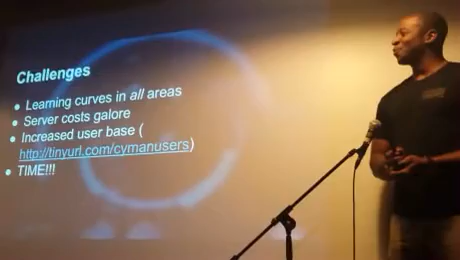 Challenges
● Learning curves in all areas
● Server costs galore
● Increased user base (
http://tinyurl.com/cymanusers)
● TIME!!!